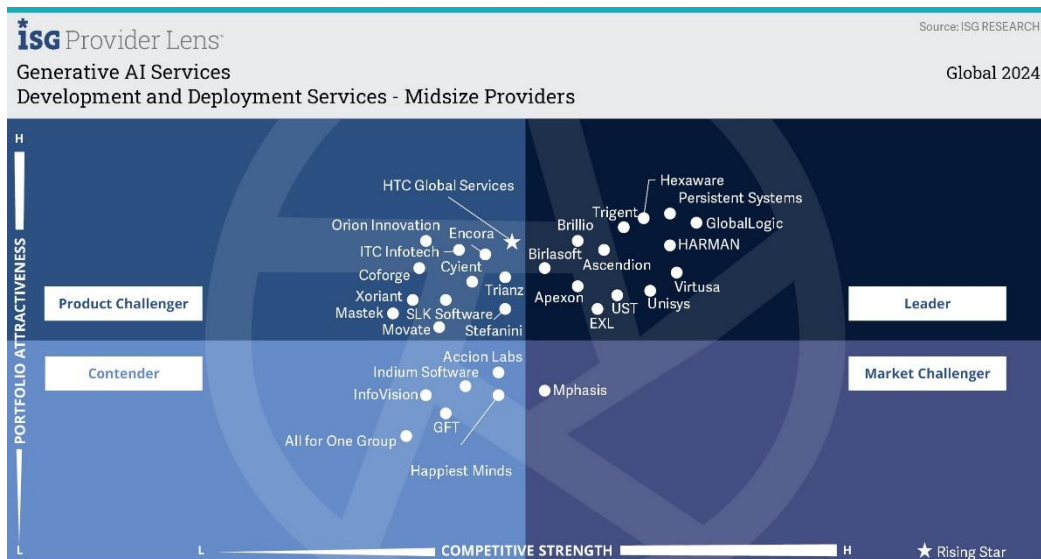 Source: ISG RESEARCH
ISG Provider Lens™
Generative AI Services
Global 2024
Development and Deployment Services - Midsize Providers
H
PORTFOLIO ATTRACTIVENESS
L
Product Challenger
Leader
Contender
Market Challenger
HTC Global Services
Orion Innovation
Encora
ITC Infotech
Cyient
Coforge
Trianz
Xoriant
SLK Software
Mastek
Movate
Stefanini
Hexaware
Persistent Systems
Trigent
GlobalLogic
Brillio
HARMAN
Birlasoft
Ascendion
Virtusa
Apexon
Unisys
UST
EXL
Accion Labs
Indium Software
InfoVision
GFT
All for One Group
Happiest Minds
Mphasis
L
COMPETITIVE STRENGTH
H
Rising Star